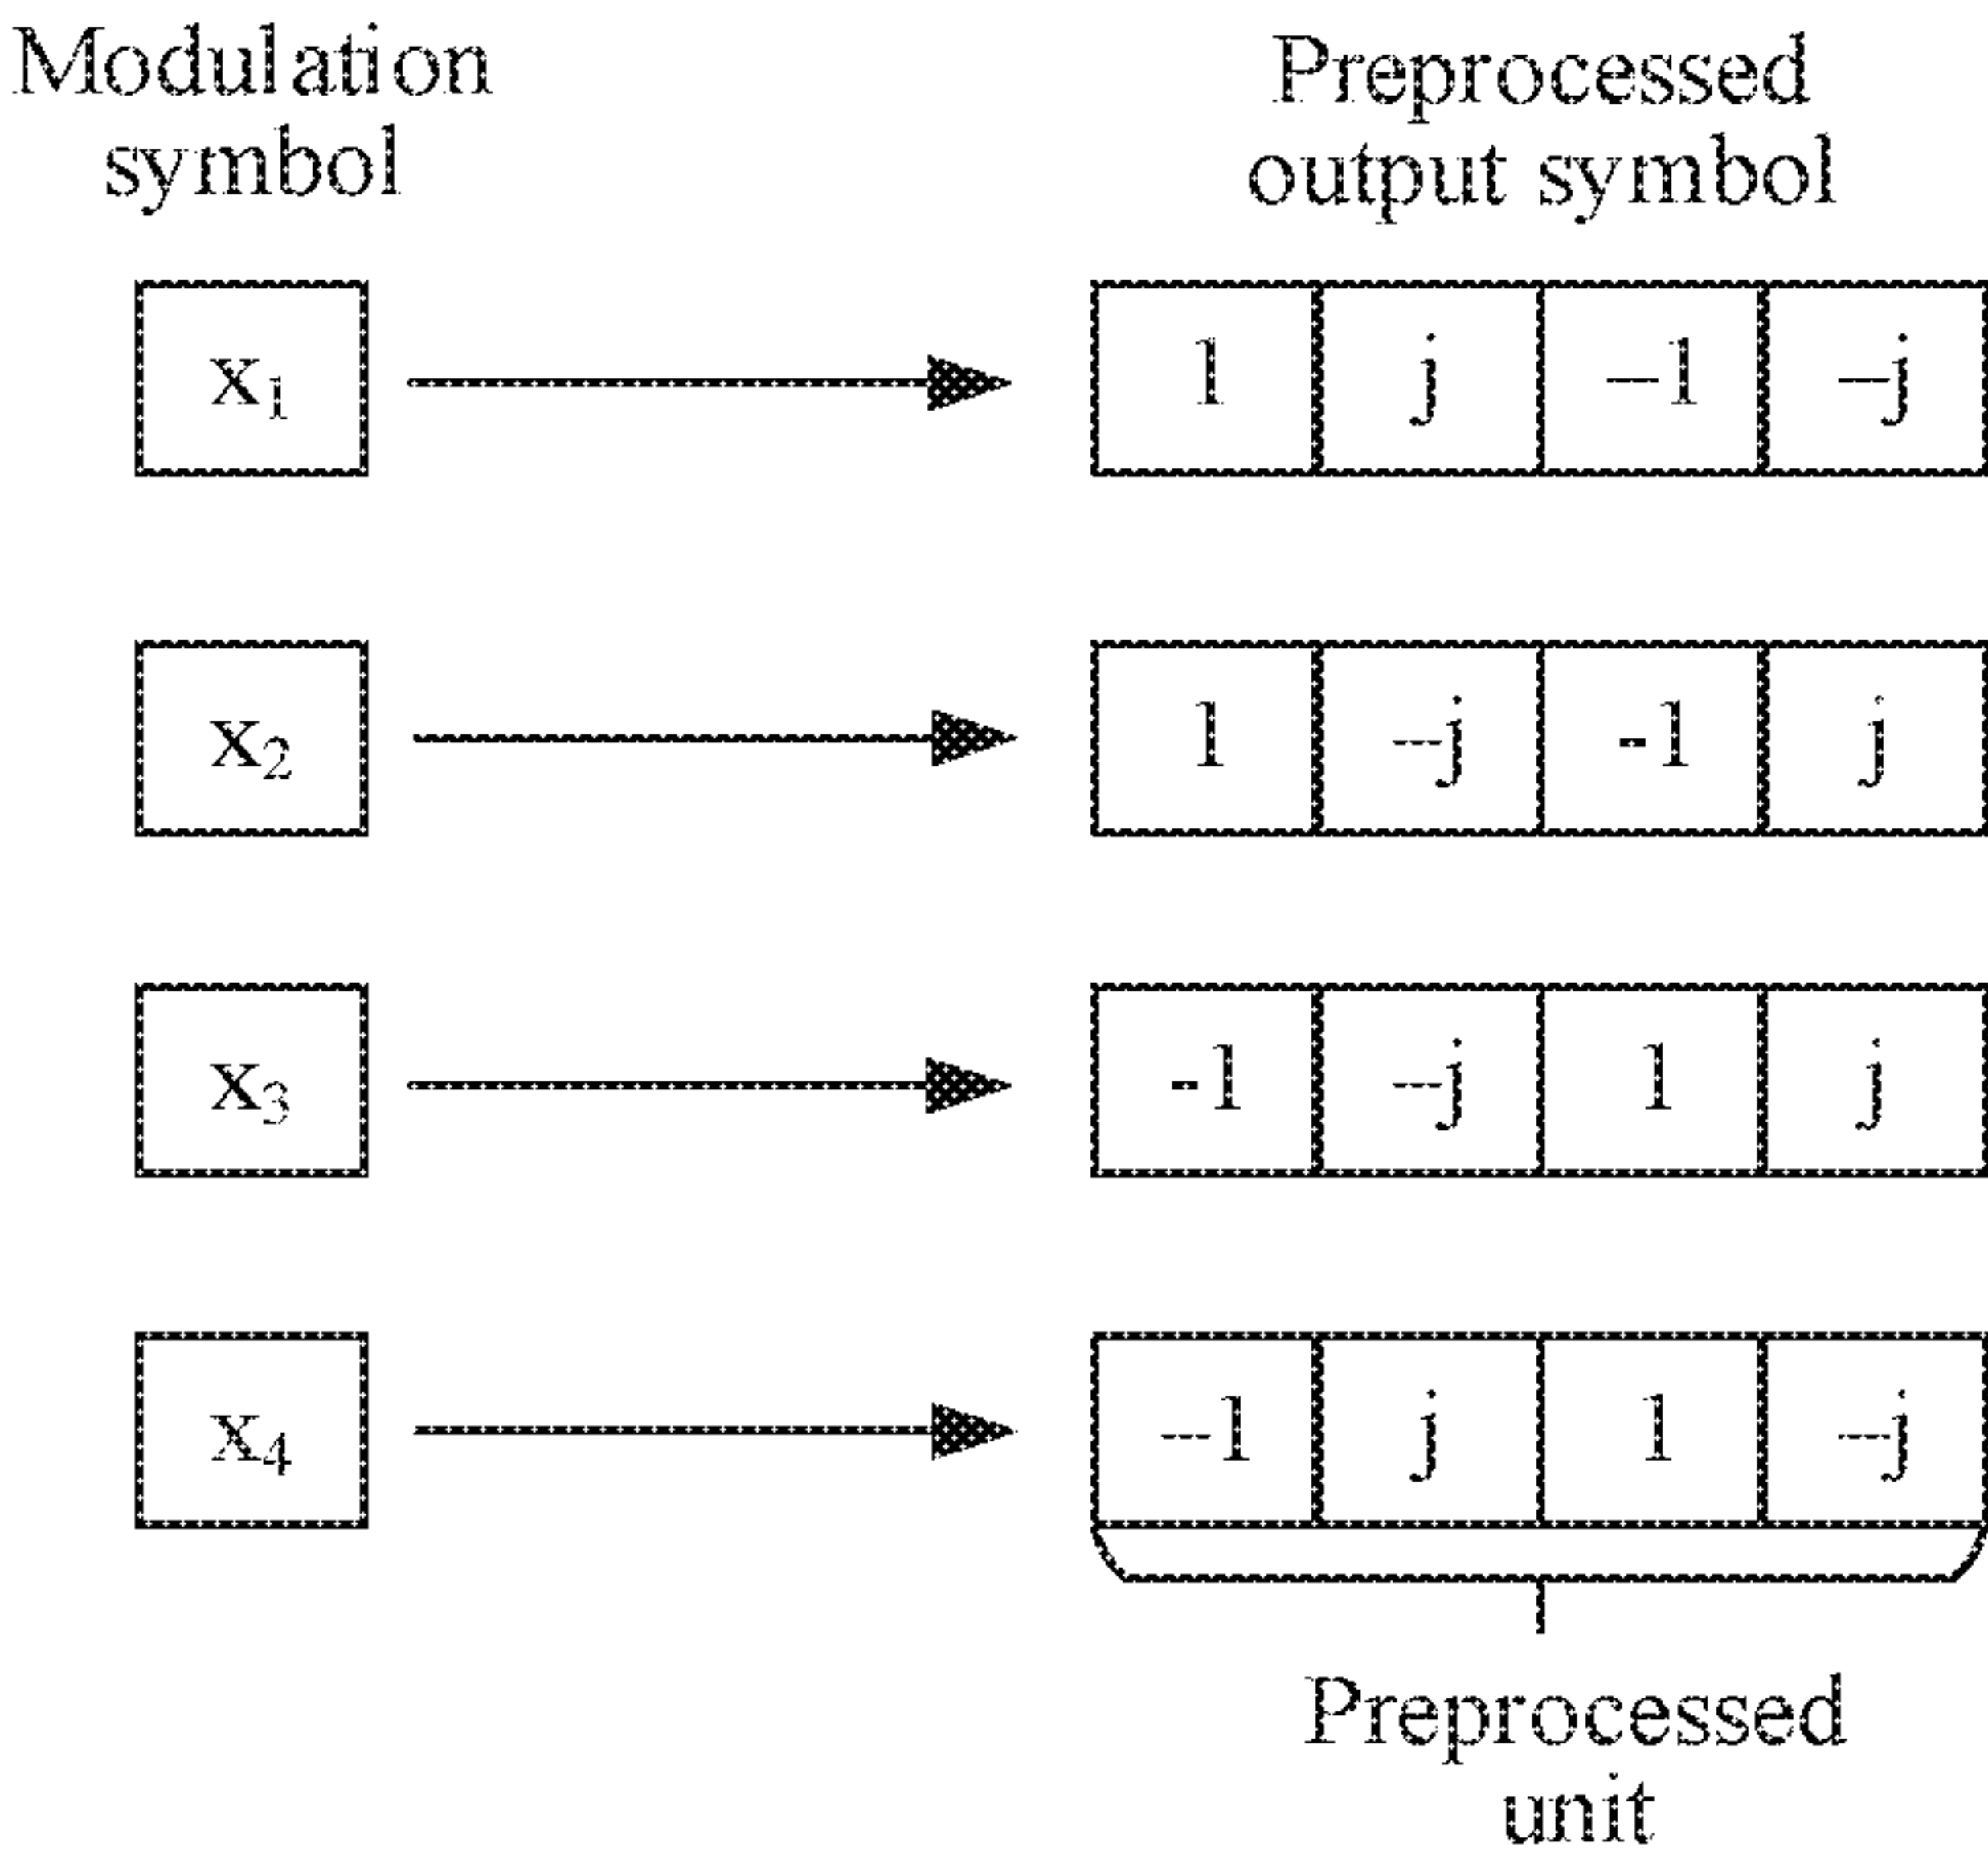 Modulation
symbol
Preprocessed
output symbol
x₁
1 j –1 –j
x₂
1 –j -1 j
x₃
-1 –j 1 j
x₄
–1 j 1 –j
Preprocessed
unit